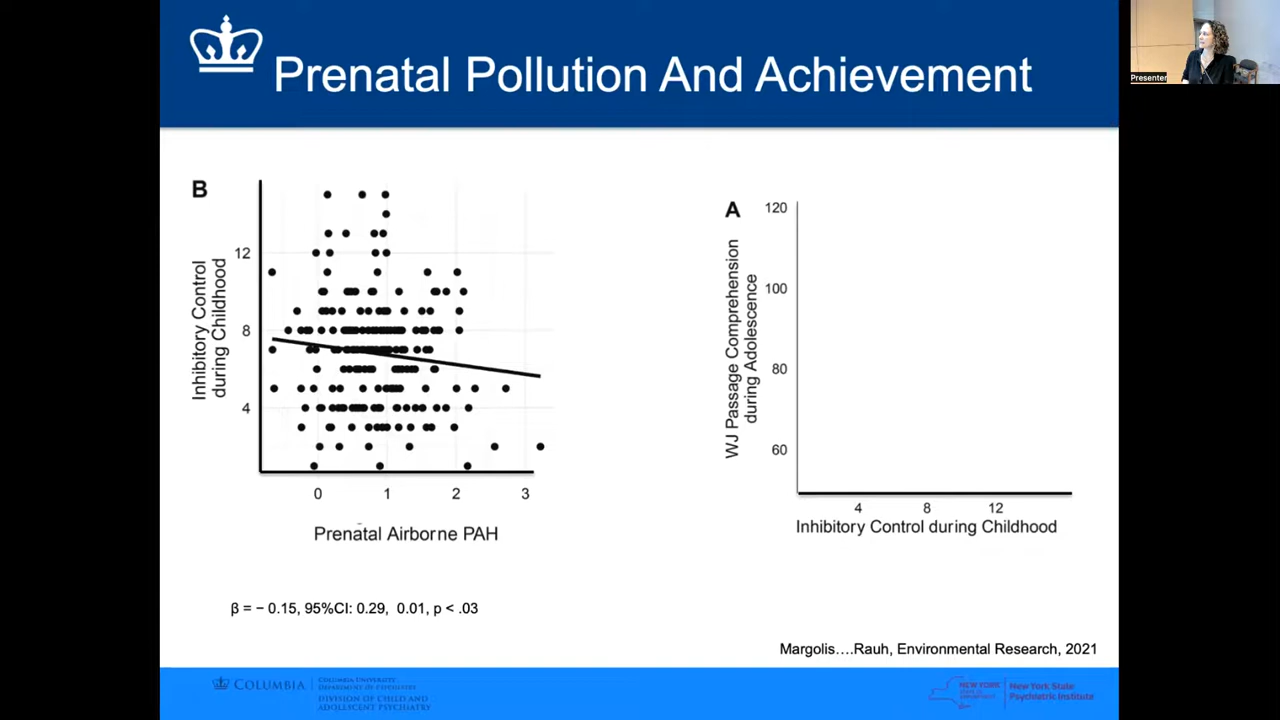 Prenatal Pollution And Achievement
Presenter
B
12
8
4
Inhibitory Control
during Childhood
0 1 2 3
Prenatal Airborne PAH
β = − 0.15, 95%CI: 0.29, 0.01, p < .03
A
120
100
80
60
WJ Passage Comprehension
during Adolescence
4 8 12
Inhibitory Control during Childhood
Margolis….Rauh, Environmental Research, 2021
COLUMBIA
COLUMBIA UNIVERSITY
DEPARTMENT OF PSYCHIATRY
DIVISION OF CHILD AND
ADOLESCENT PSYCHIATRY
NEW YORK
New York State
Psychiatric Institute